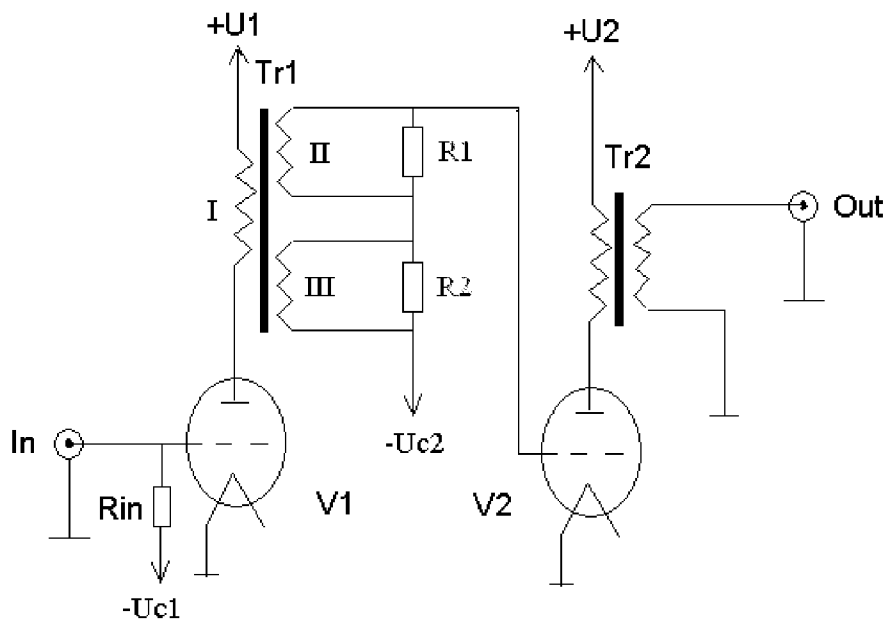 +U1
+U2
Tr1
II
R1
Tr2
I
Out
III
R2
In
-Uc2
V1
V2
Rin
-Uc1